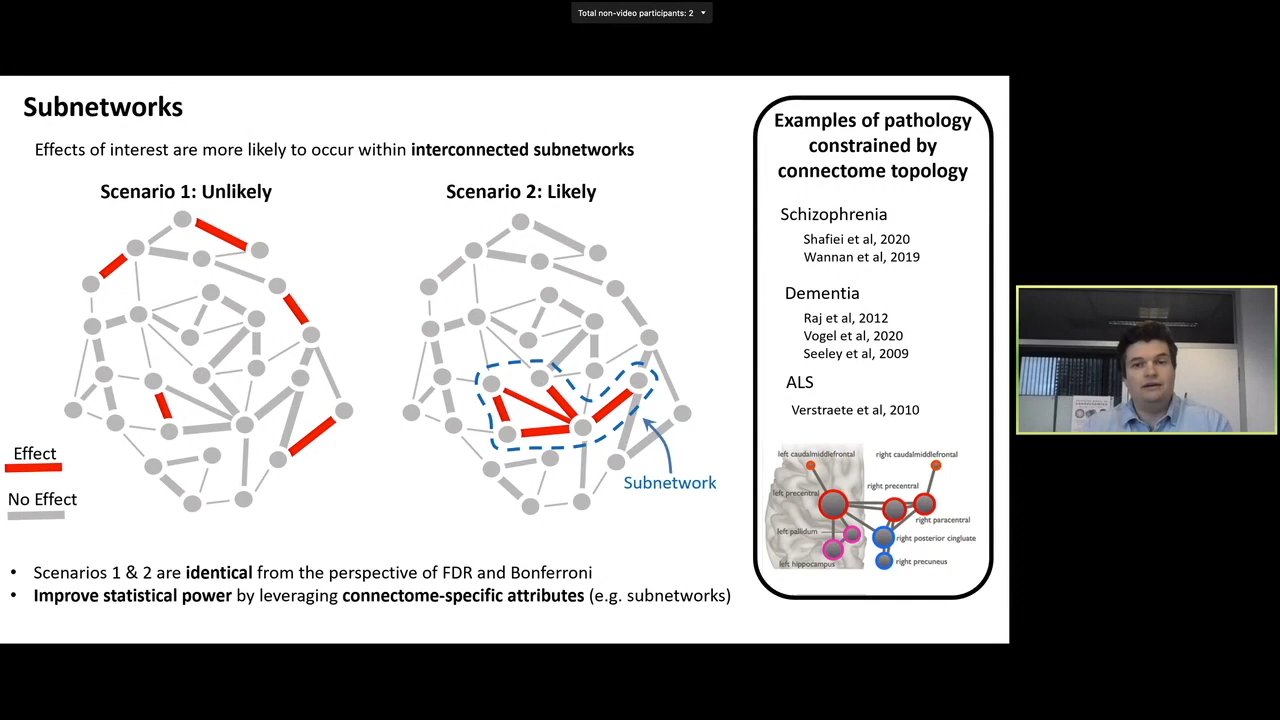 Total non-video participants: 2
Subnetworks
Effects of interest are more likely to occur within interconnected subnetworks
Scenario 1: Unlikely
Scenario 2: Likely
Effect
No Effect
Subnetwork
• Scenarios 1 & 2 are identical from the perspective of FDR and Bonferroni
• Improve statistical power by leveraging connectome-specific attributes (e.g. subnetworks)
Examples of pathology
constrained by
connectome topology
Schizophrenia
Shafiei et al, 2020
Wannan et al, 2019
Dementia
Raj et al, 2012
Vogel et al, 2020
Seeley et al, 2009
ALS
Verstraete et al, 2010
left caudalmiddlefrontal
right caudalmiddlefrontal
right precentral
left precentral
right paracentral
left pallidum
right posterior cingluate
left hippocampus
right precuneus